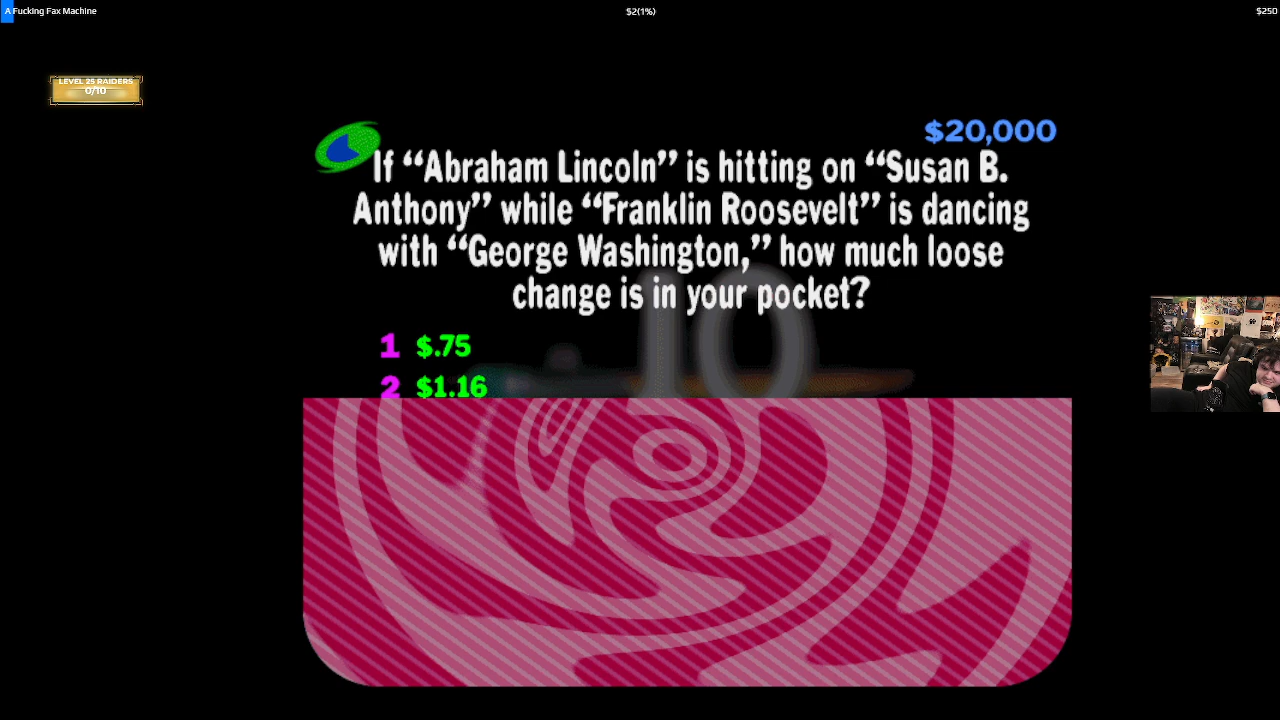 A Fucking Fax Machine
$2(1%)
$250
LEVEL 25 RAIDERS
0/10
$20,000
If “Abraham Lincoln” is hitting on “Susan B.
Anthony” while “Franklin Roosevelt” is dancing
with “George Washington,” how much loose
change is in your pocket?
10
1 $.75
2 $1.16